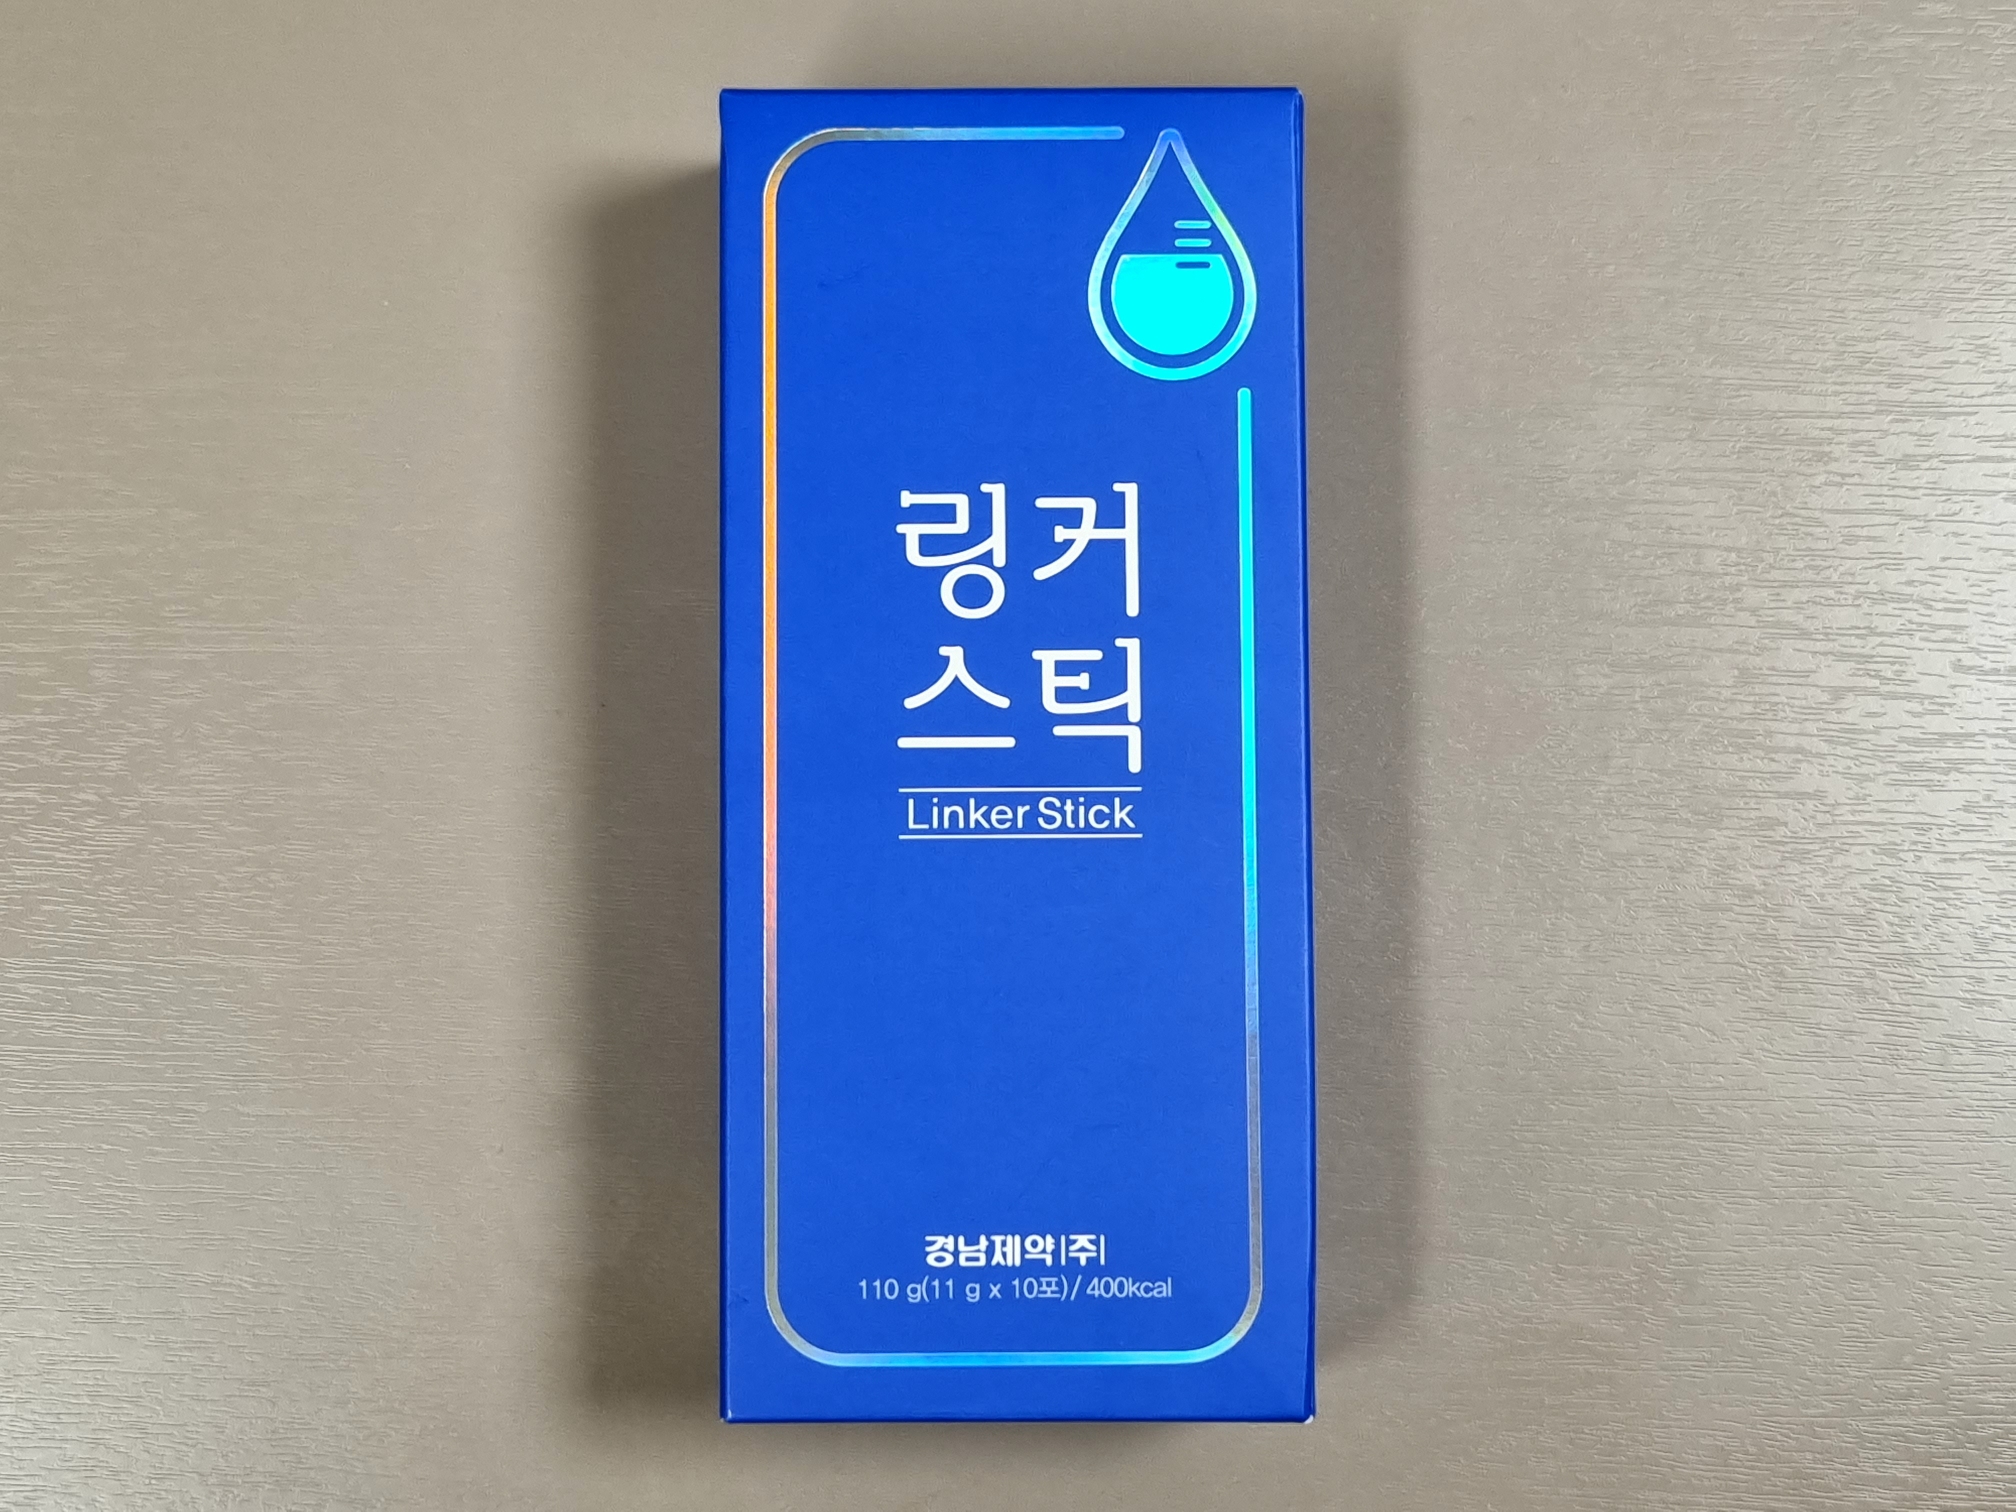 링커
스틱
Linker Stick
경남제약|주|
110 g(11 g x 10포)/400kcal